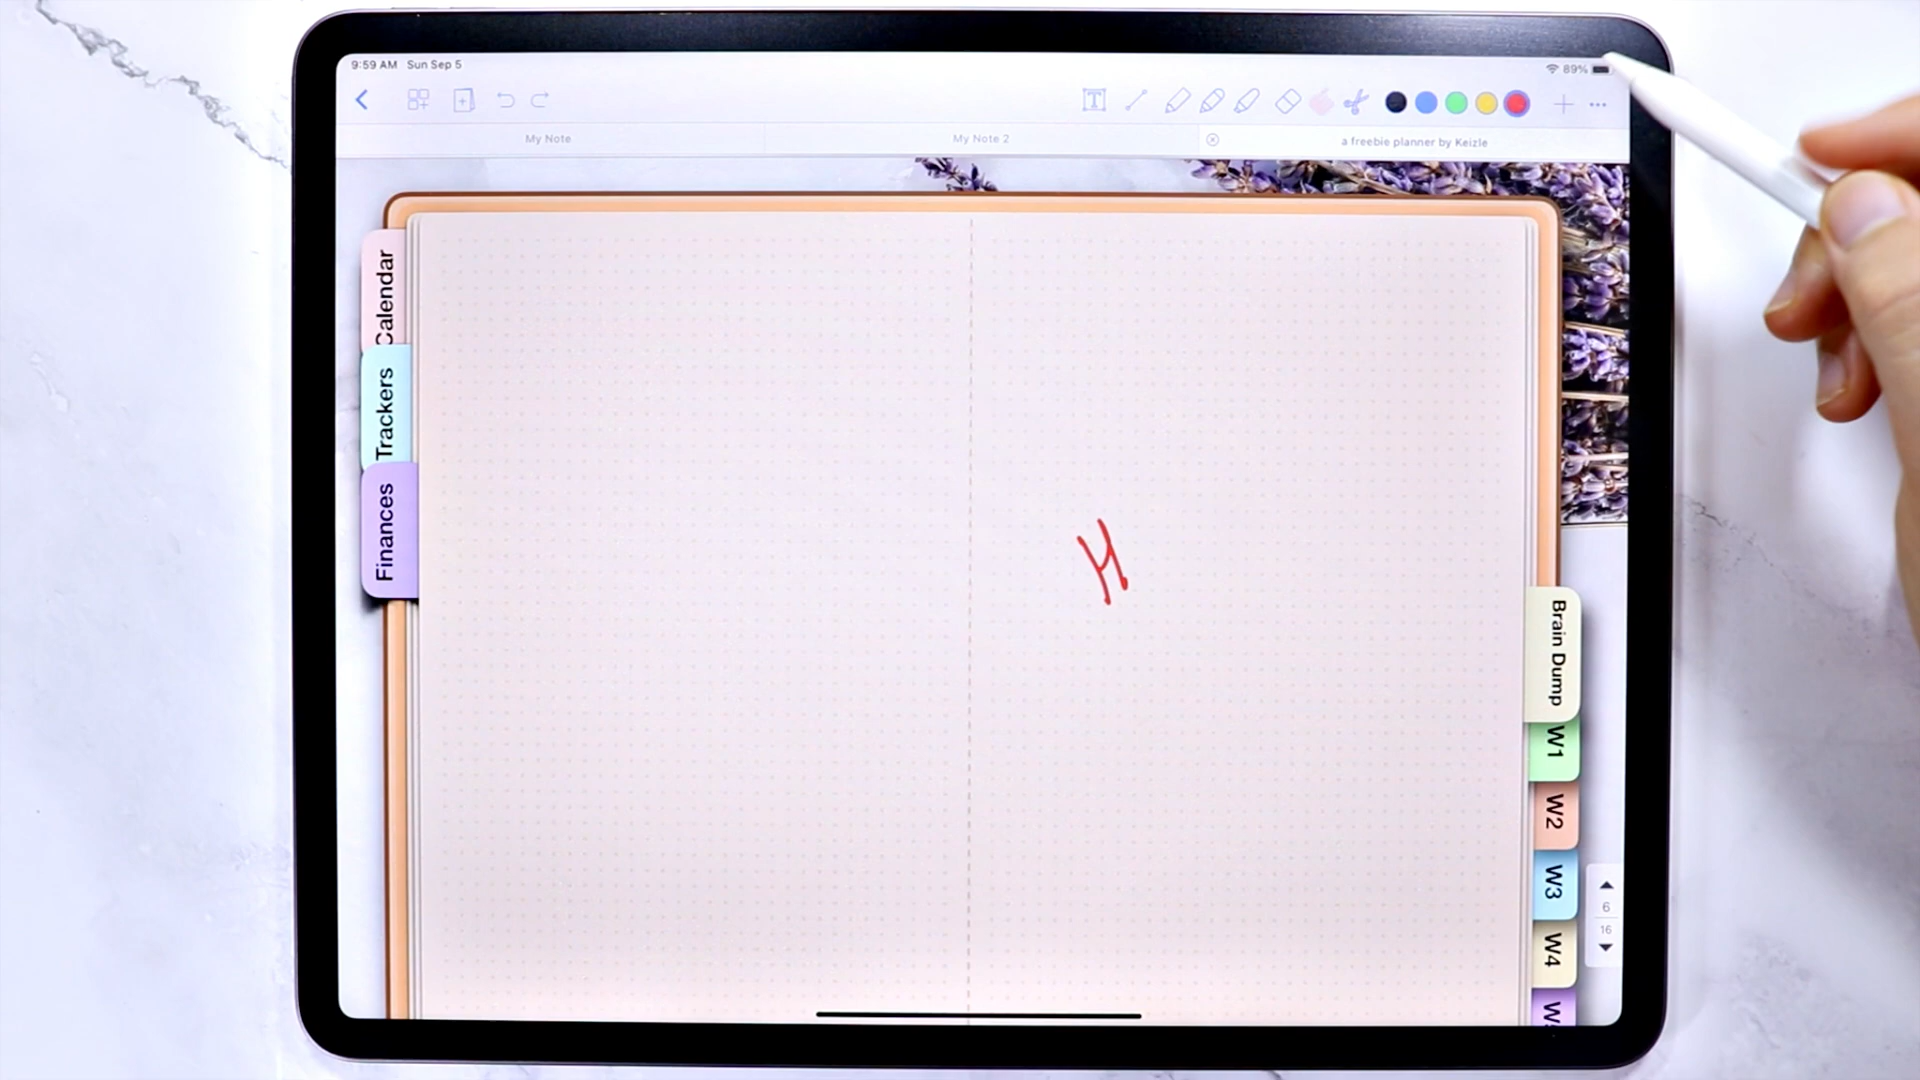 9:59 AM Sun Sep 5
89%
T
My Note
My Note 2
a freebie planner by Keizle
Calendar
Trackers
Finances
H
Brain Dump
W1
W2
W3
W4
6
16